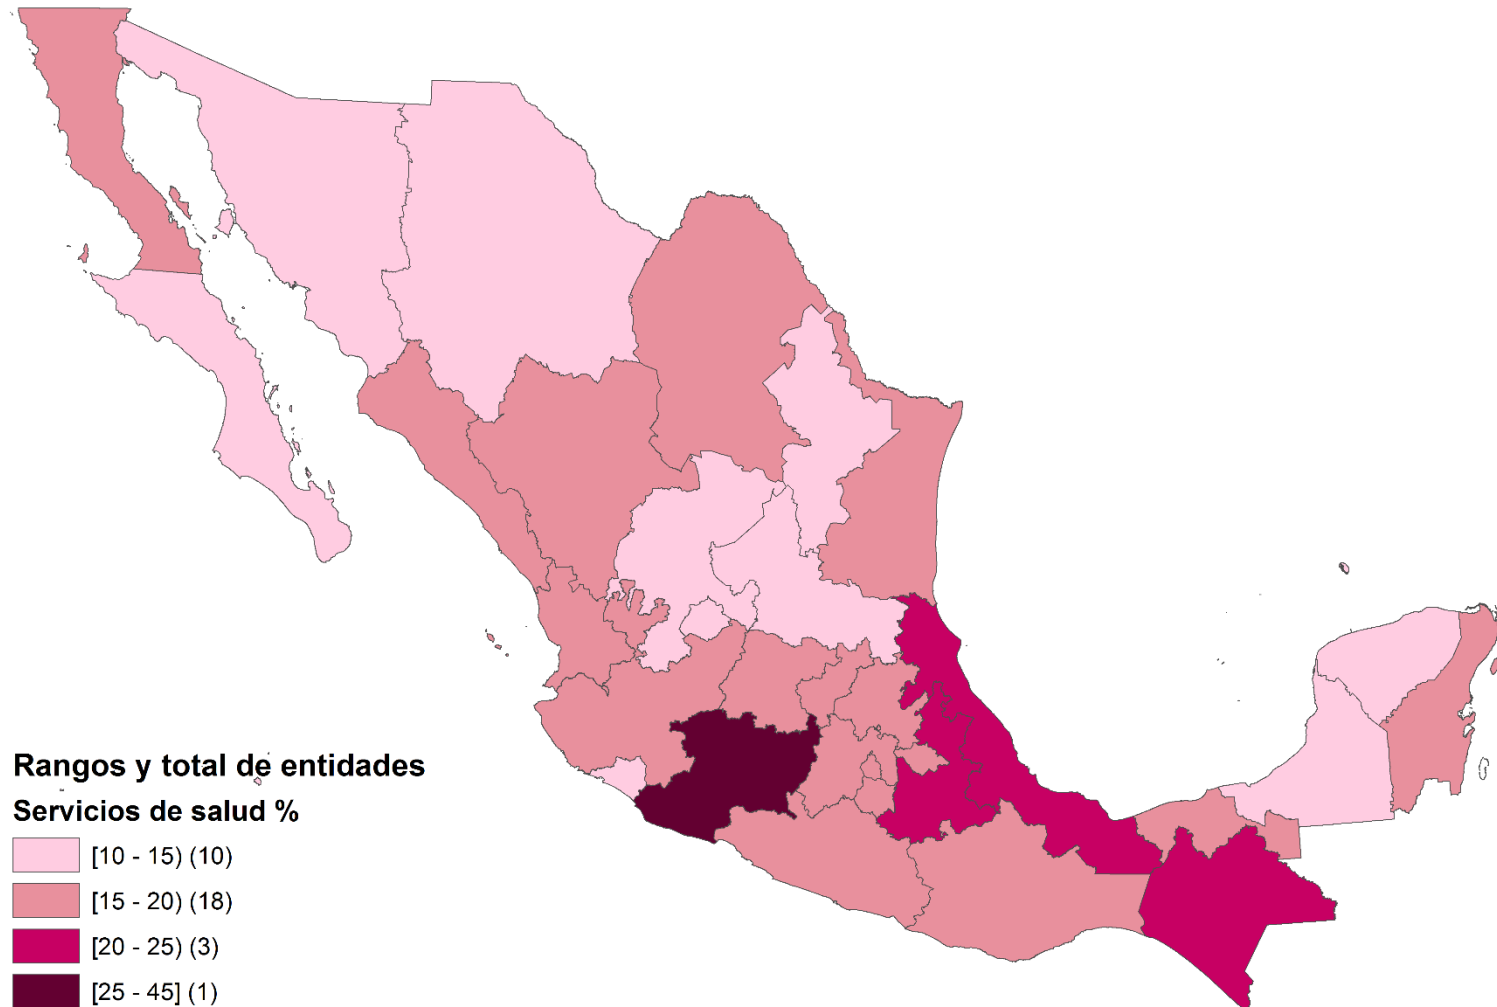 Rangos y total de entidades
Servicios de salud %
[10 - 15) (10)
[15 - 20) (18)
[20 - 25) (3)
[25 - 45] (1)